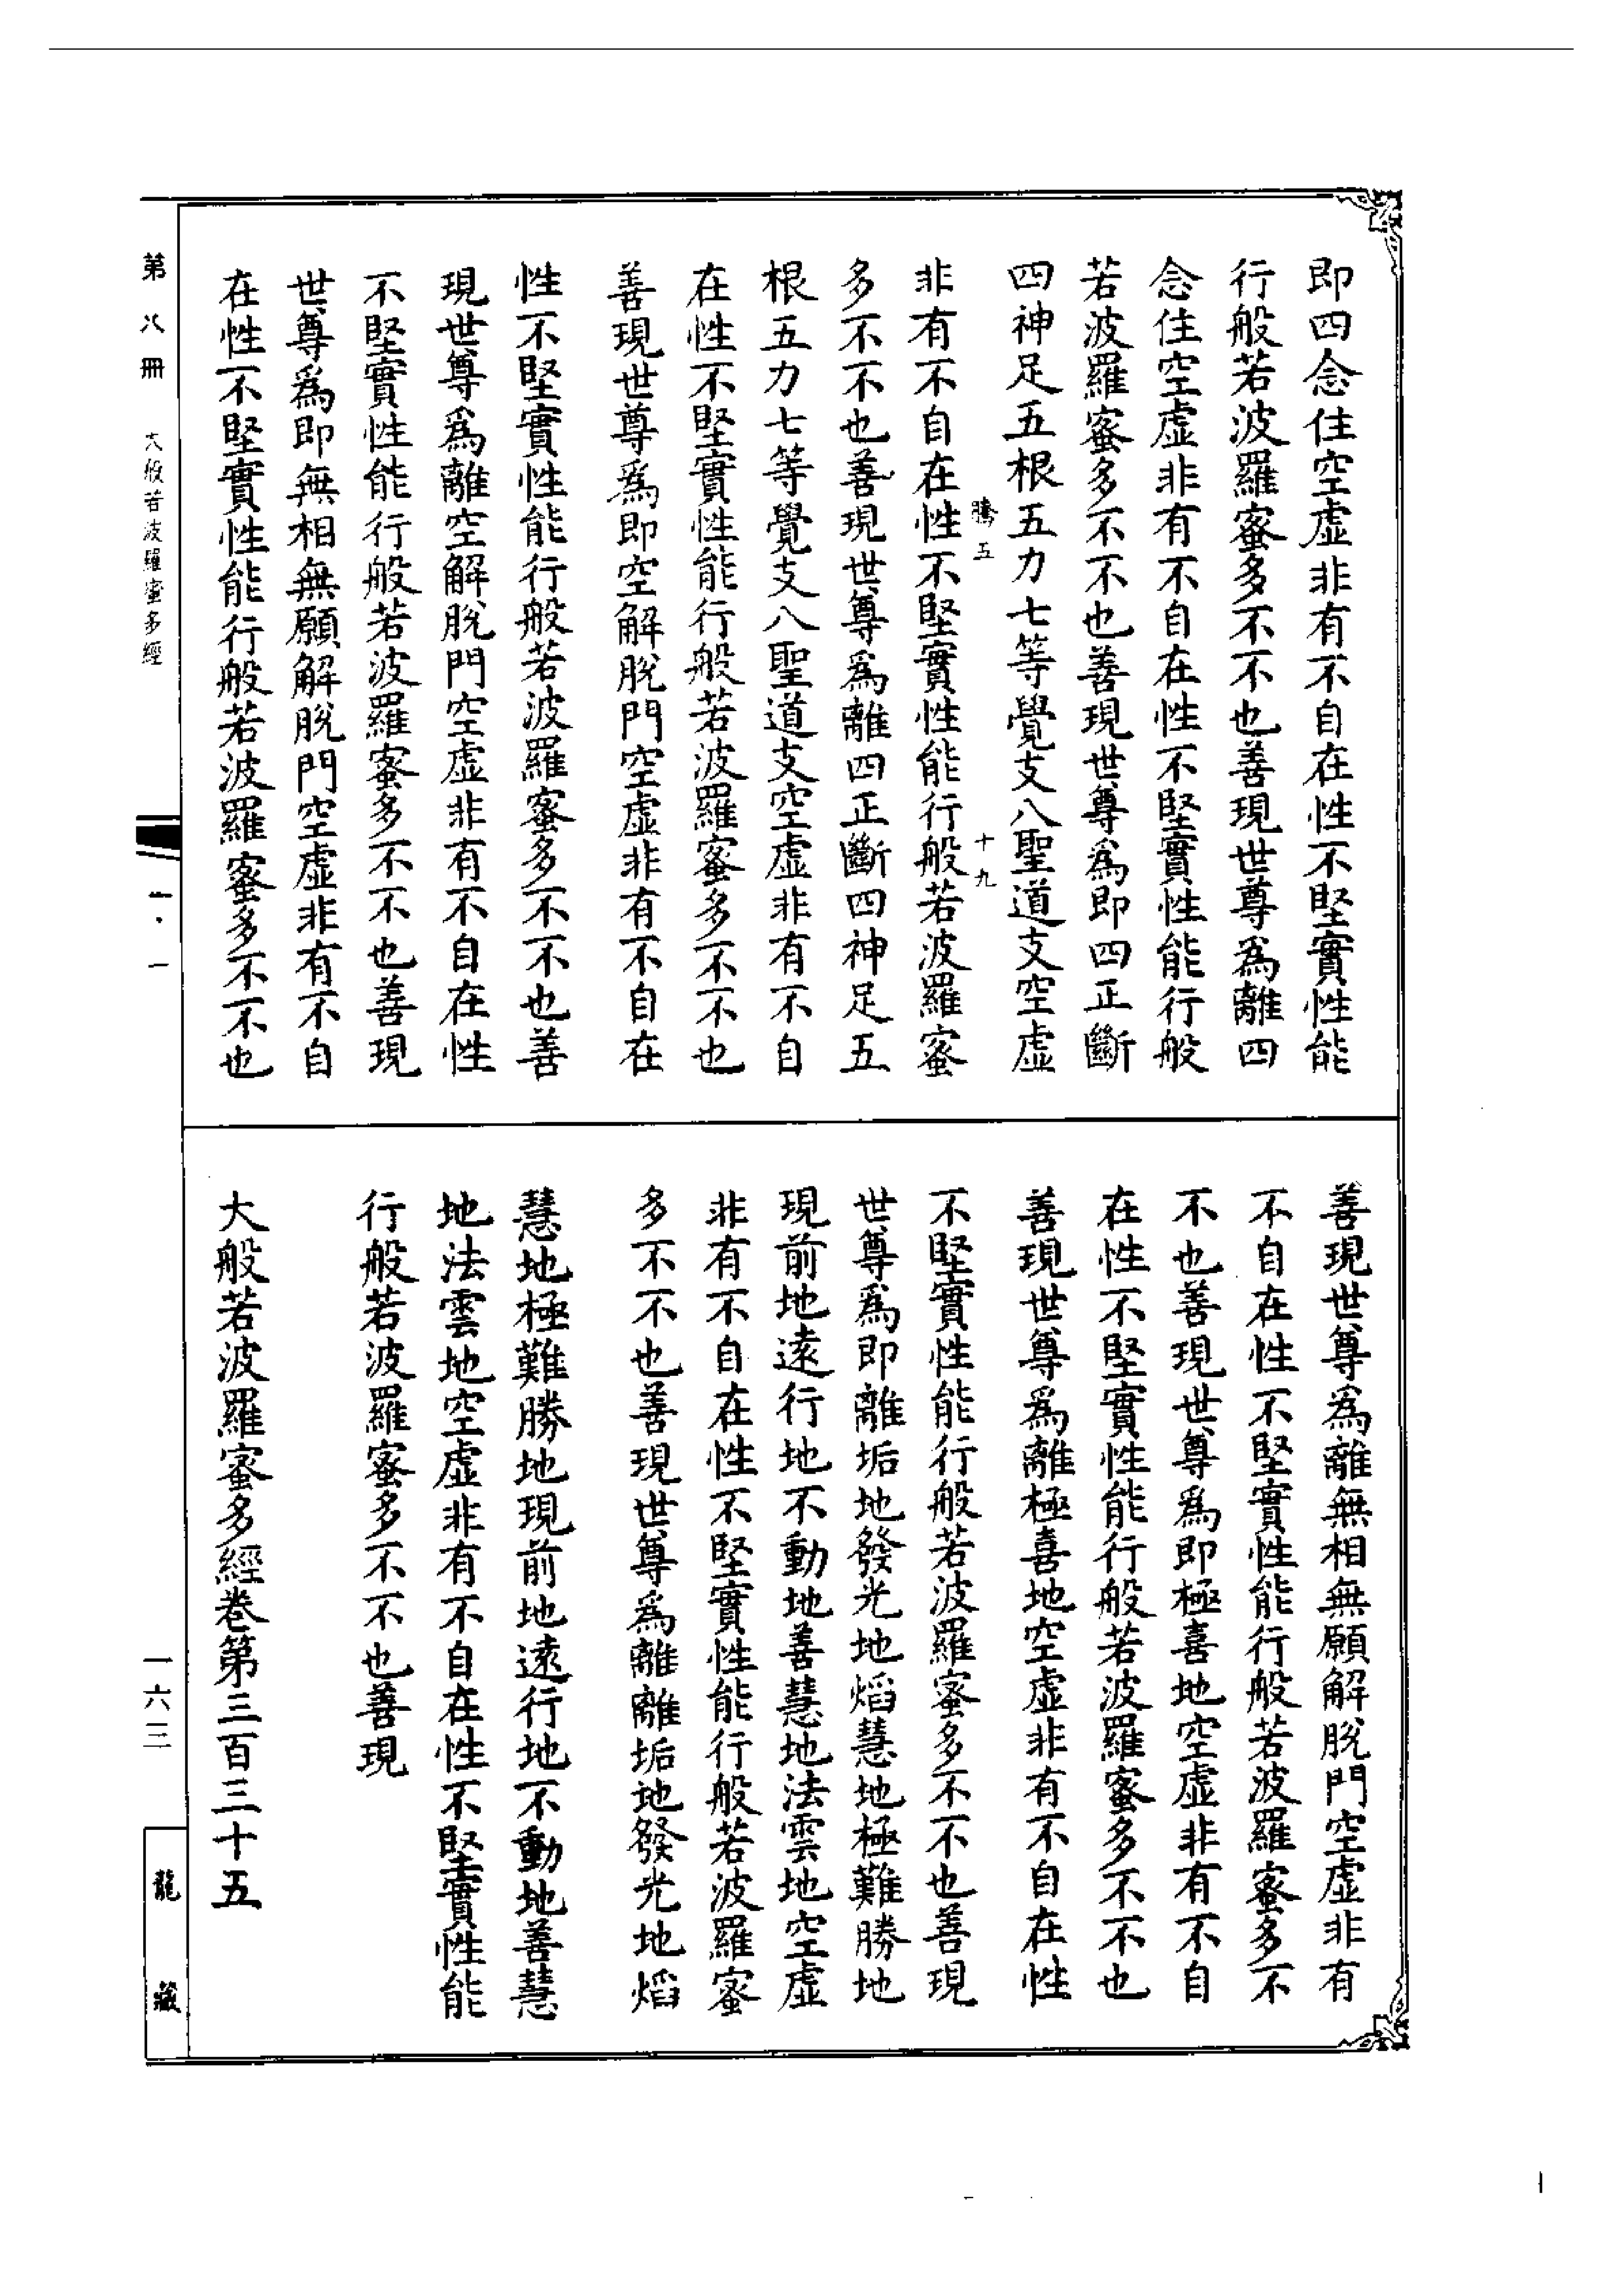 即四念住空虛非有不自在性不堅實性能
行般若波羅蜜多不不也善現世尊爲離四
念住空虛非有不自在性不堅實性能行般
若波羅蜜多不不也善現世尊爲即四正斷
四神足五根五力七等覺支八聖道支空虛
騰五 十九
非有不自在性不堅實性能行般若波羅蜜
多不不也善現世尊爲離四正斷四神足五
根五力七等覺支八聖道支空虛非有不自
在性不堅實性能行般若波羅蜜多不不也
善現世尊爲即空解脫門空虛非有不自在
性不堅實性能行般若波羅蜜多不不也善
現世尊爲離空解脫門空虛非有不自在性
不堅實性能行般若波羅蜜多不不也善現
世尊爲即無相無願解脫門空虛非有不自
在性不堅實性能行般若波羅蜜多不不也
善現世尊爲離無相無願解脫門空虛非有
不自在性不堅實性能行般若波羅蜜多不
不也善現世尊爲即極喜地空虛非有不自
在性不堅實性能行般若波羅蜜多不不也
善現世尊爲離極喜地空虛非有不自在性
不堅實性能行般若波羅蜜多不不也善現
世尊爲即離垢地發光地焰慧地極難勝地
現前地遠行地不動地善慧地法雲地空虛
非有不自在性不堅實性能行般若波羅蜜
多不不也善現世尊爲離離垢地發光地焰
慧地極難勝地現前地遠行地不動地善慧
地法雲地空虛非有不自在性不堅實性能
行般若波羅蜜多不不也善現
大般若波羅蜜多經卷第三百三十五
第八冊 大般若波羅蜜多經
一六三
龍藏